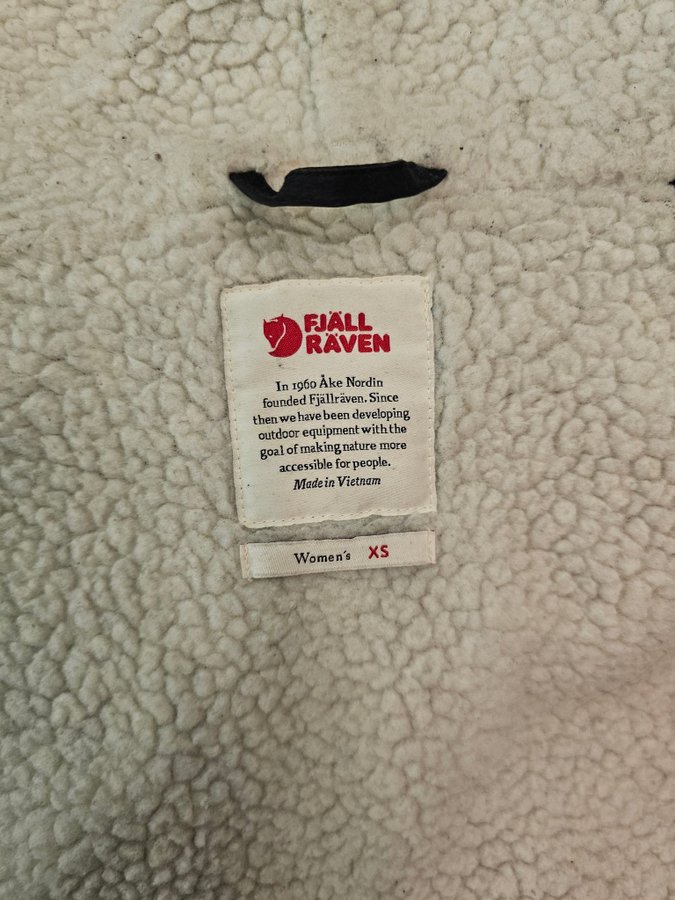 FJÄLL
RÄVEN
In 1960 Åke Nordin
founded Fjällräven. Since
then we have been developing
outdoor equipment with the
goal of making nature more
accessible for people.
Made in Vietnam
Women's XS